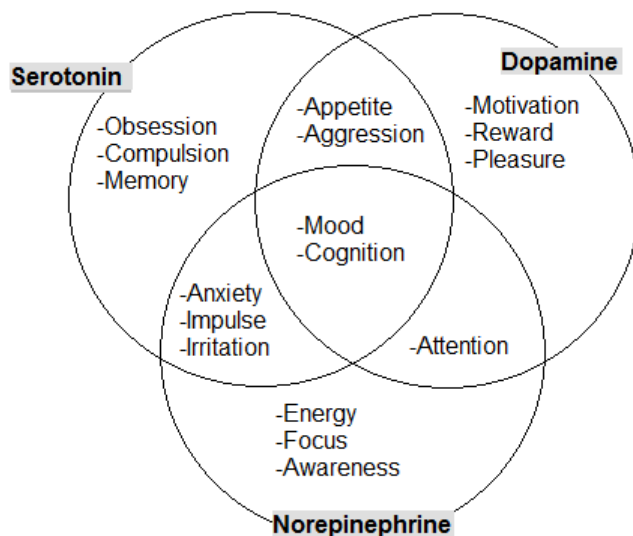 Serotonin
Dopamine
-Obsession
-Compulsion
-Memory
-Appetite
-Aggression
-Motivation
-Reward
-Pleasure
-Mood
-Cognition
-Anxiety
-Impulse
-Irritation
-Attention
-Energy
-Focus
-Awareness
Norepinephrine